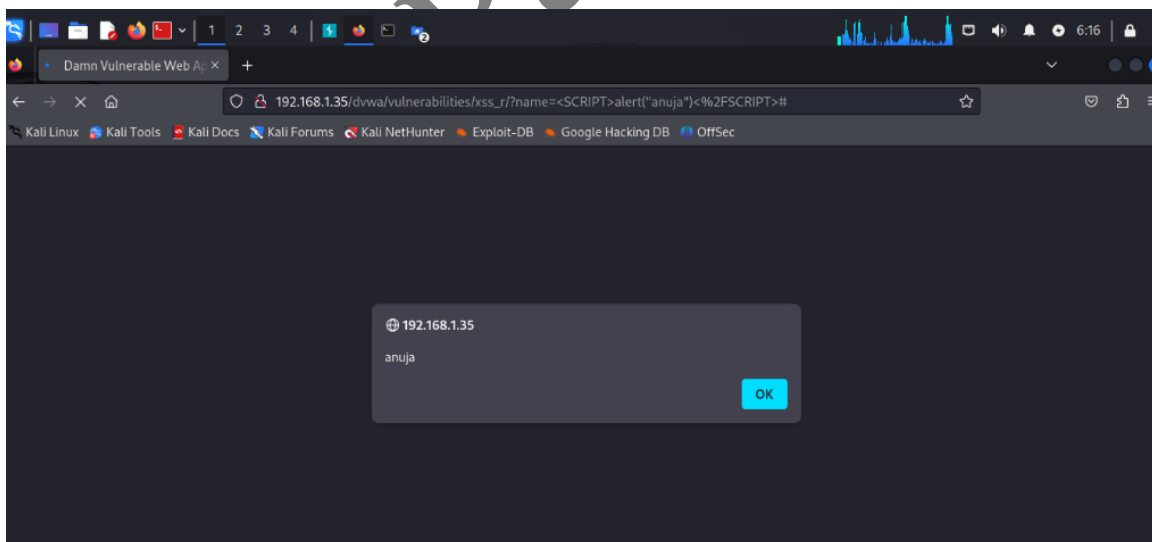 1 2 3 4 2 6:16
Damn Vulnerable Web Ap
192.168.1.35/dvwa/vulnerabilities/xss_r/?name=<SCRIPT>alert("anuja")<%2FSCRIPT>#
Kali Linux Kali Tools Kali Docs Kali Forums Kali NetHunter Exploit-DB Google Hacking DB OffSec
192.168.1.35
anuja
OK